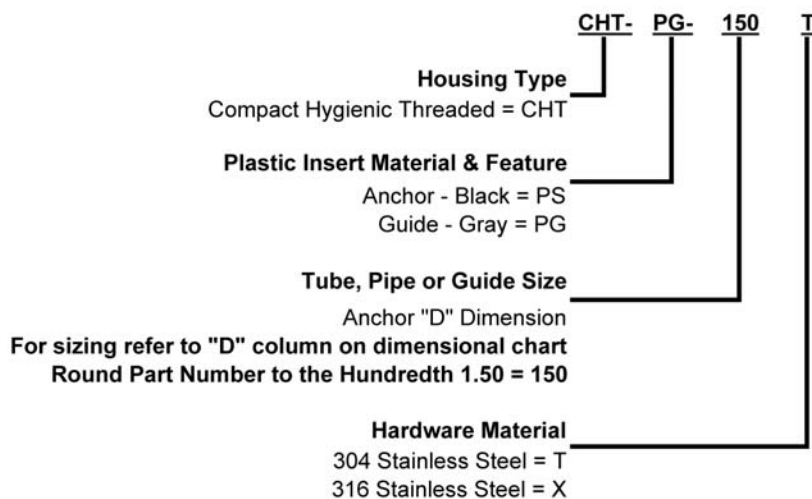 CHT- PG- 150 T
Housing Type
Compact Hygienic Threaded = CHT
Plastic Insert Material & Feature
Anchor - Black = PS
Guide - Gray = PG
Tube, Pipe or Guide Size
Anchor "D" Dimension
For sizing refer to "D" column on dimensional chart
Round Part Number to the Hundredth 1.50 = 150
Hardware Material
304 Stainless Steel = T
316 Stainless Steel = X